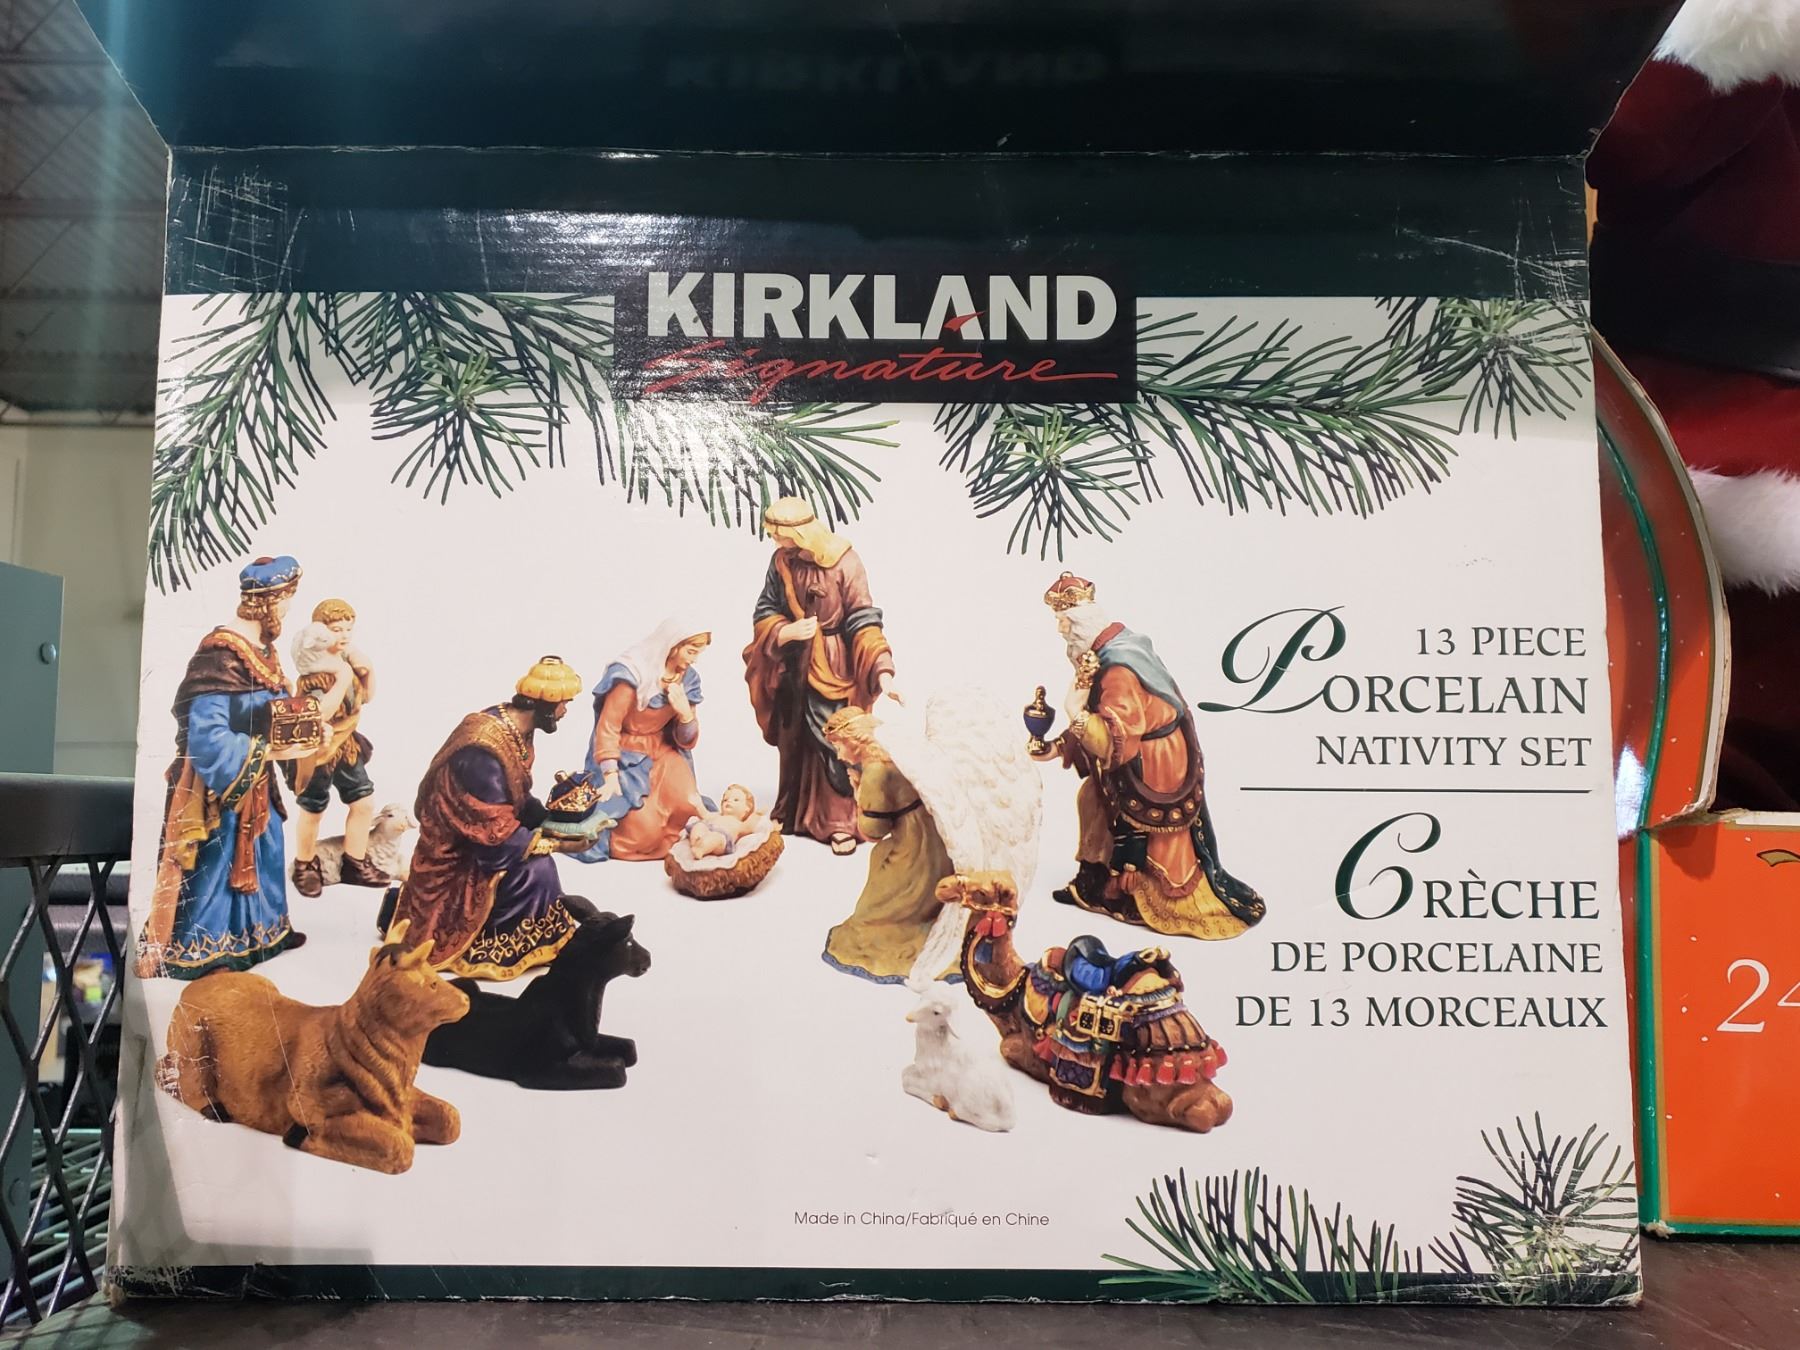 KIRKLAND
Signature
TM
13 PIECE
PORCELAIN
NATIVITY SET
CRÈCHE
DE PORCELAINE
DE 13 MORCEAUX
Made in China/Fabriqué en Chine